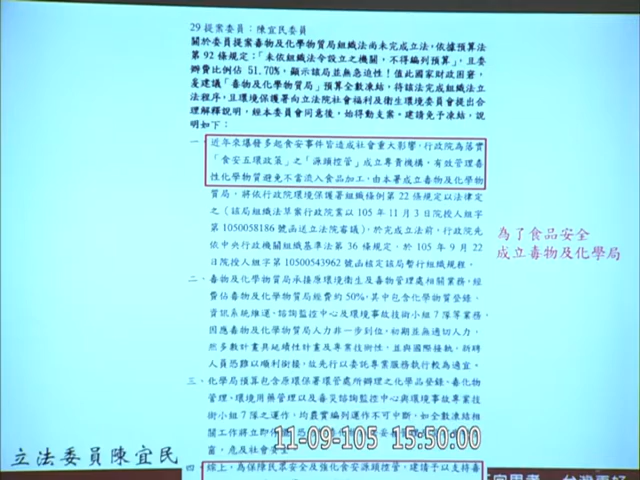 29 提案委員：陳宜民委員
關於委員提案毒物及化學物質局組織法尚未完成立法，依據預算法
第 92 條規定：「未依組織法令設立之機關，不得編列預算」，且委
辦費比例佔 51.70%，顯示該局並無急迫性！值此國家財政困窘，
爰建議「毒物及化學物質局」預算全數凍結，待該法完成組織法立
法程序，且環境保護署向立法院社會福利及衛生環境委員會提出合
理解釋說明，經本委員會同意後，始得動支案。建請免予凍結，說
明如下：
一、近年來爆發多起食安事件皆造成社會重大影響，行政院為落實
「食安五環政策」之「源頭控管」成立專責機構，有效管理毒
性化學物質避免不當流入食品加工，由本署成立毒物及化學物
質局，將依行政院環境保護署組織條例第 22 條規定以法律定
之（該局組織法草案行政院業以 105 年 11 月 3 日院授人組字
第 1050058186 號函送立法院審議），於完成立法前，行政院先
依中央行政機關組織基準法第 36 條規定，於 105 年 9 月 22
日院授人組字第 10500543962 號函核定該局暫行組織規程。
為了食品安全
成立毒物及化學局
二、毒物及化學物質局承接原環境衛生及毒物管理處相關業務，經
費佔毒物及化學物質局經費約 50%，其中包含化學物質登錄、
資訊系統維運、諮詢監控中心及環境事故技術小組 7 隊等業務，
因應毒物及化學物質局人力非一步到位，初期並無適切人力，
然多數計畫具延續性計畫及專業技術性，且與國際接軌，新聘
人員恐難以順利銜接，故先行以委託專業服務執行較為適宜。
三、化學局預算包含原環保署環管處所辦理之化學品登錄、毒化物
管理、環境用藥管理以及毒災諮詢監控中心與環境事故專業技
術小組 7 隊之運作，均覈實編列運作不可中斷，如全數凍結相
關工作將立即停
害，危及社會安全
11-09-105 15:50:00
立法委員陳宜民
四、綜上，為保障民眾安全及強化食安源頭控管，建請予以支持毒